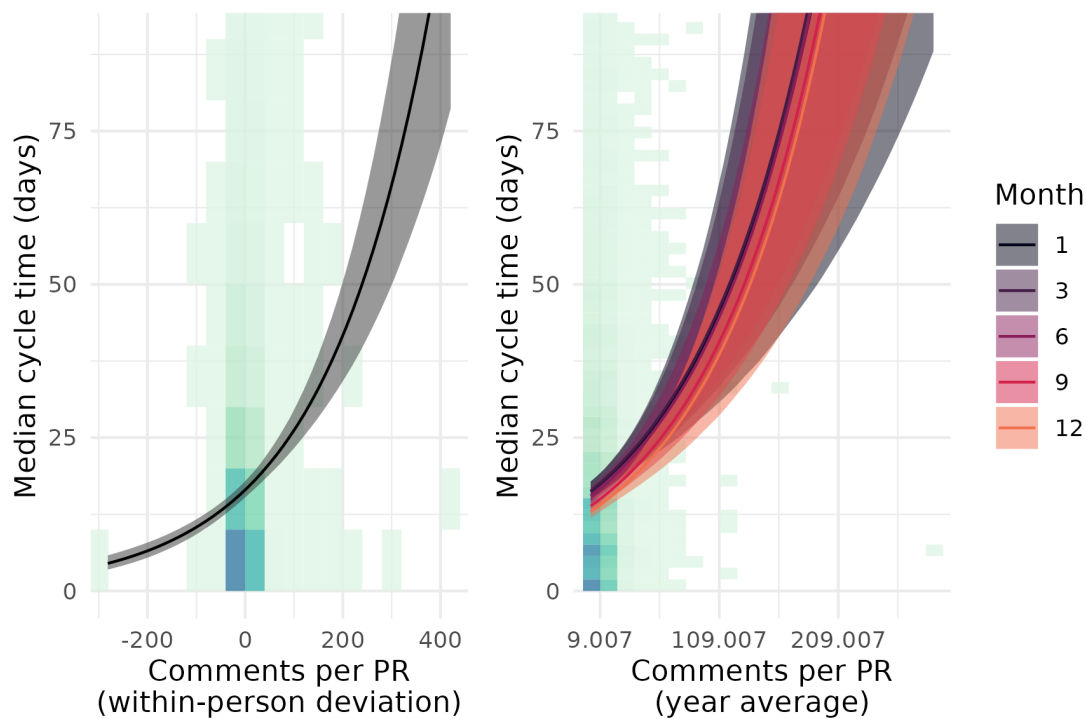 Median cycle time (days)
75
50
25
0
-200
0
200
400
Comments per PR
(within-person deviation)
Median cycle time (days)
75
50
25
0
9.007
109.007
209.007
Comments per PR
(year average)
Month
1
3
6
9
12